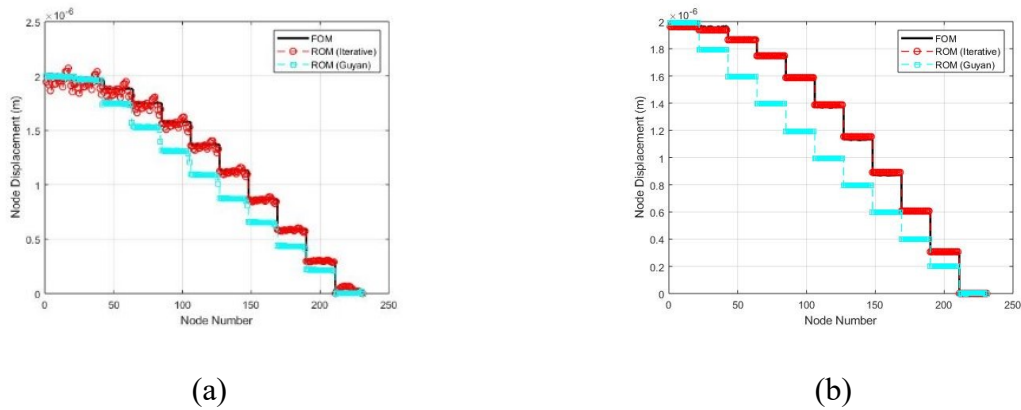 ×10⁻⁶
2.5
2
1.5
1
0.5
0
0 50 100 150 200 250
Node Displacement (m)
Node Number
FOM
ROM (Iterative)
ROM (Guyan)
(a)
×10⁻⁶
2
1.8
1.6
1.4
1.2
1
0.8
0.6
0.4
0.2
0
0 50 100 150 200 250
Node Displacement (m)
Node Number
FOM
ROM (Iterative)
ROM (Guyan)
(b)